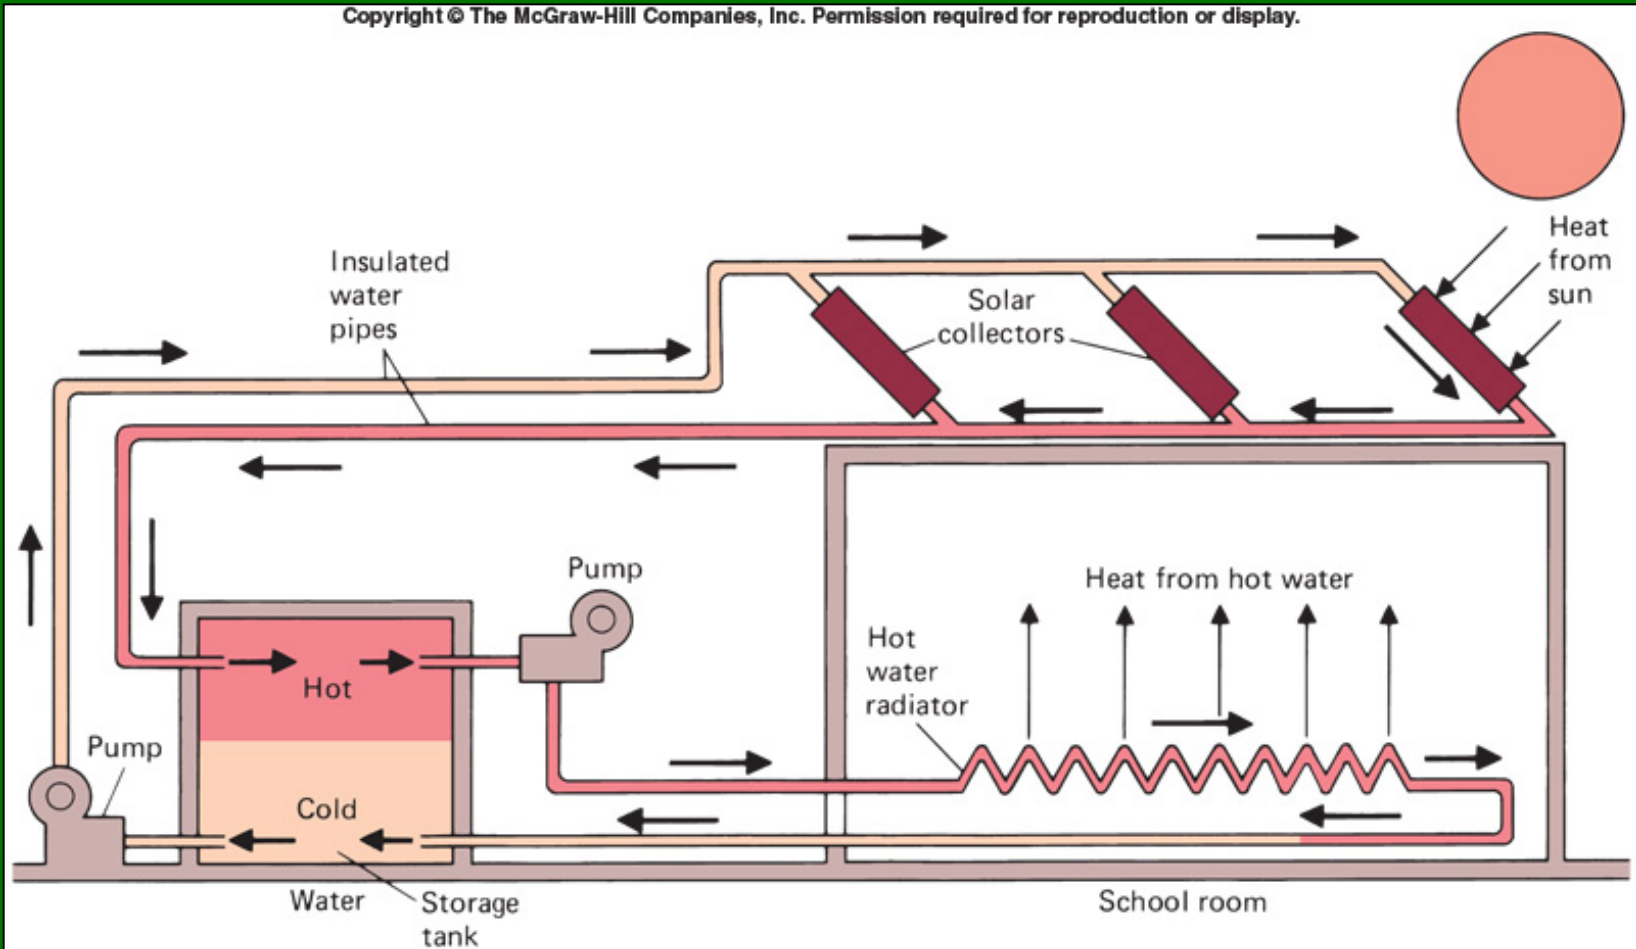 Copyright © The McGraw-Hill Companies, Inc. Permission required for reproduction or display.
Heat
from
sun
Insulated
water
pipes
Solar
collectors
Pump
Heat from hot water
Hot
water
radiator
Hot
Pump
Cold
Water
Storage
tank
School room